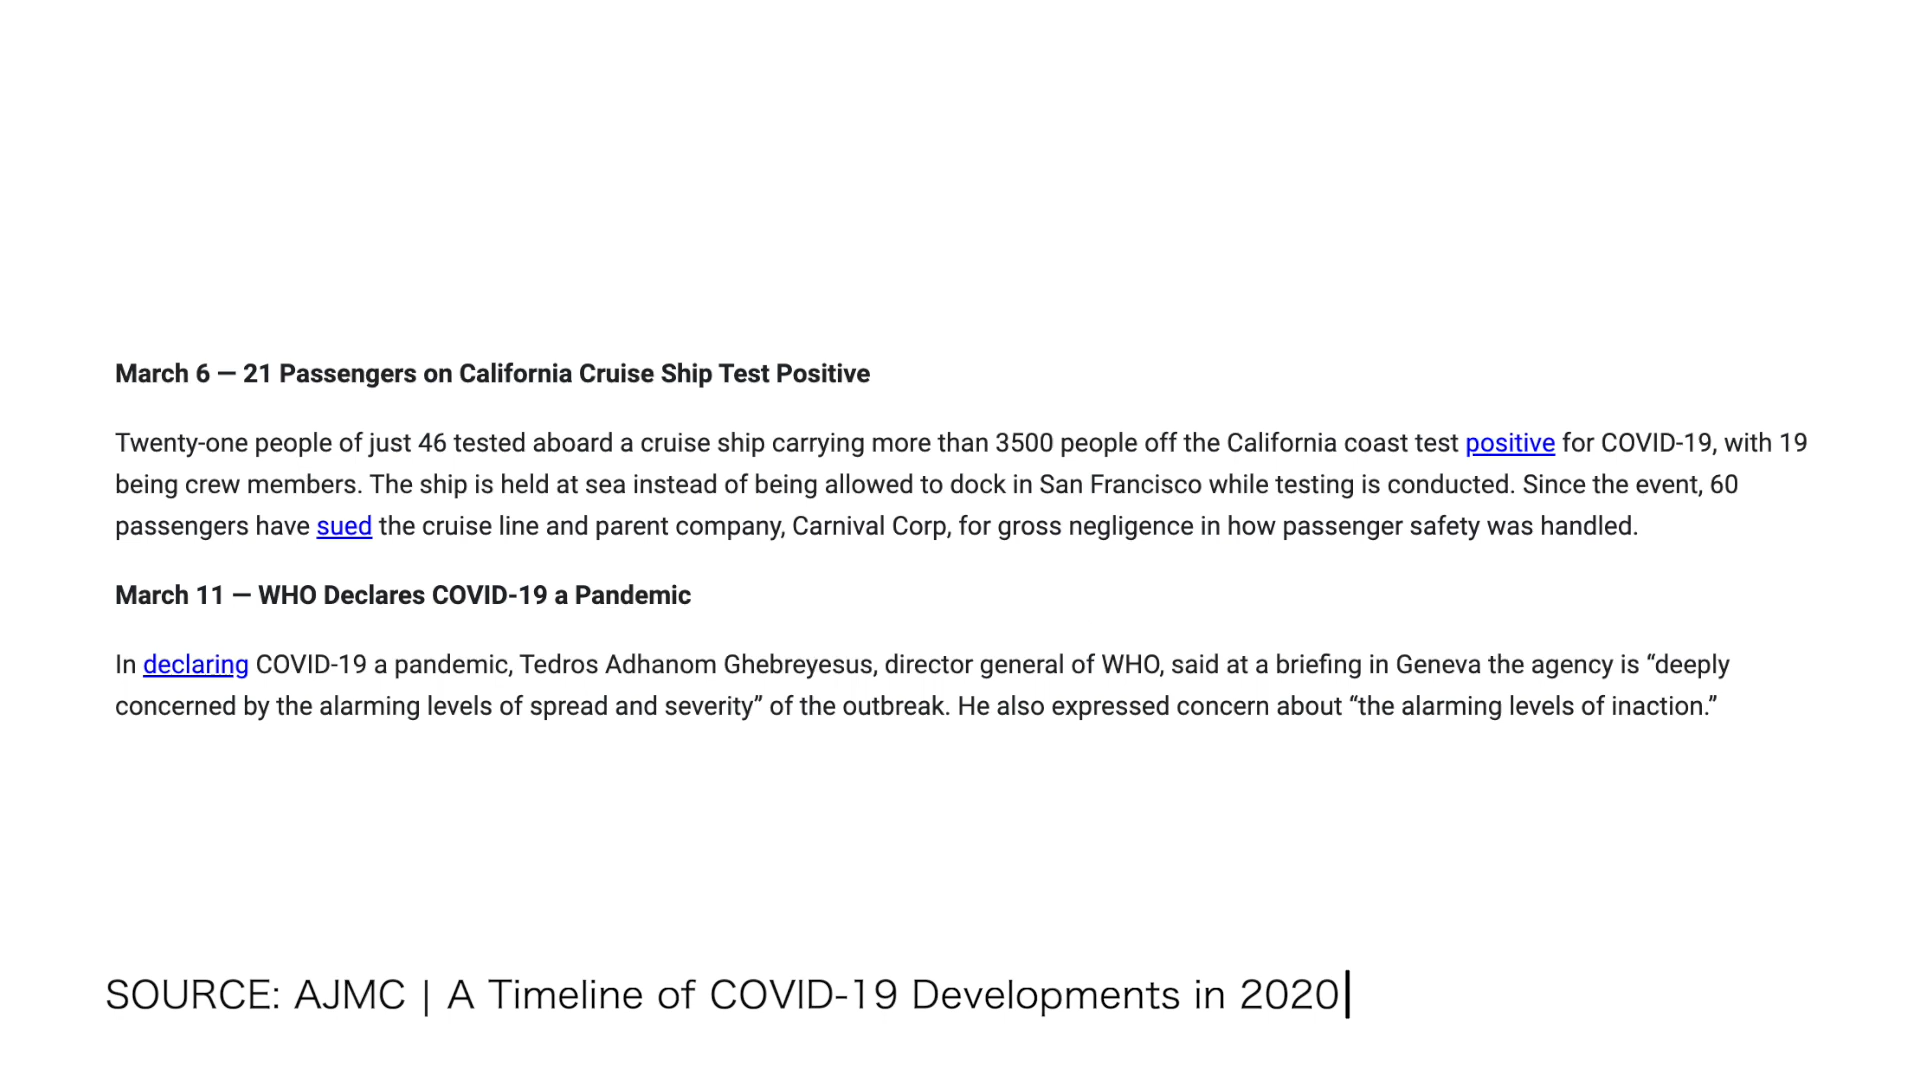 March 6 — 21 Passengers on California Cruise Ship Test Positive
Twenty-one people of just 46 tested aboard a cruise ship carrying more than 3500 people off the California coast test positive for COVID-19, with 19
being crew members. The ship is held at sea instead of being allowed to dock in San Francisco while testing is conducted. Since the event, 60
passengers have sued the cruise line and parent company, Carnival Corp, for gross negligence in how passenger safety was handled.
March 11 — WHO Declares COVID-19 a Pandemic
In declaring COVID-19 a pandemic, Tedros Adhanom Ghebreyesus, director general of WHO, said at a briefing in Geneva the agency is “deeply
concerned by the alarming levels of spread and severity” of the outbreak. He also expressed concern about “the alarming levels of inaction.”
SOURCE: AJMC | A Timeline of COVID-19 Developments in 2020